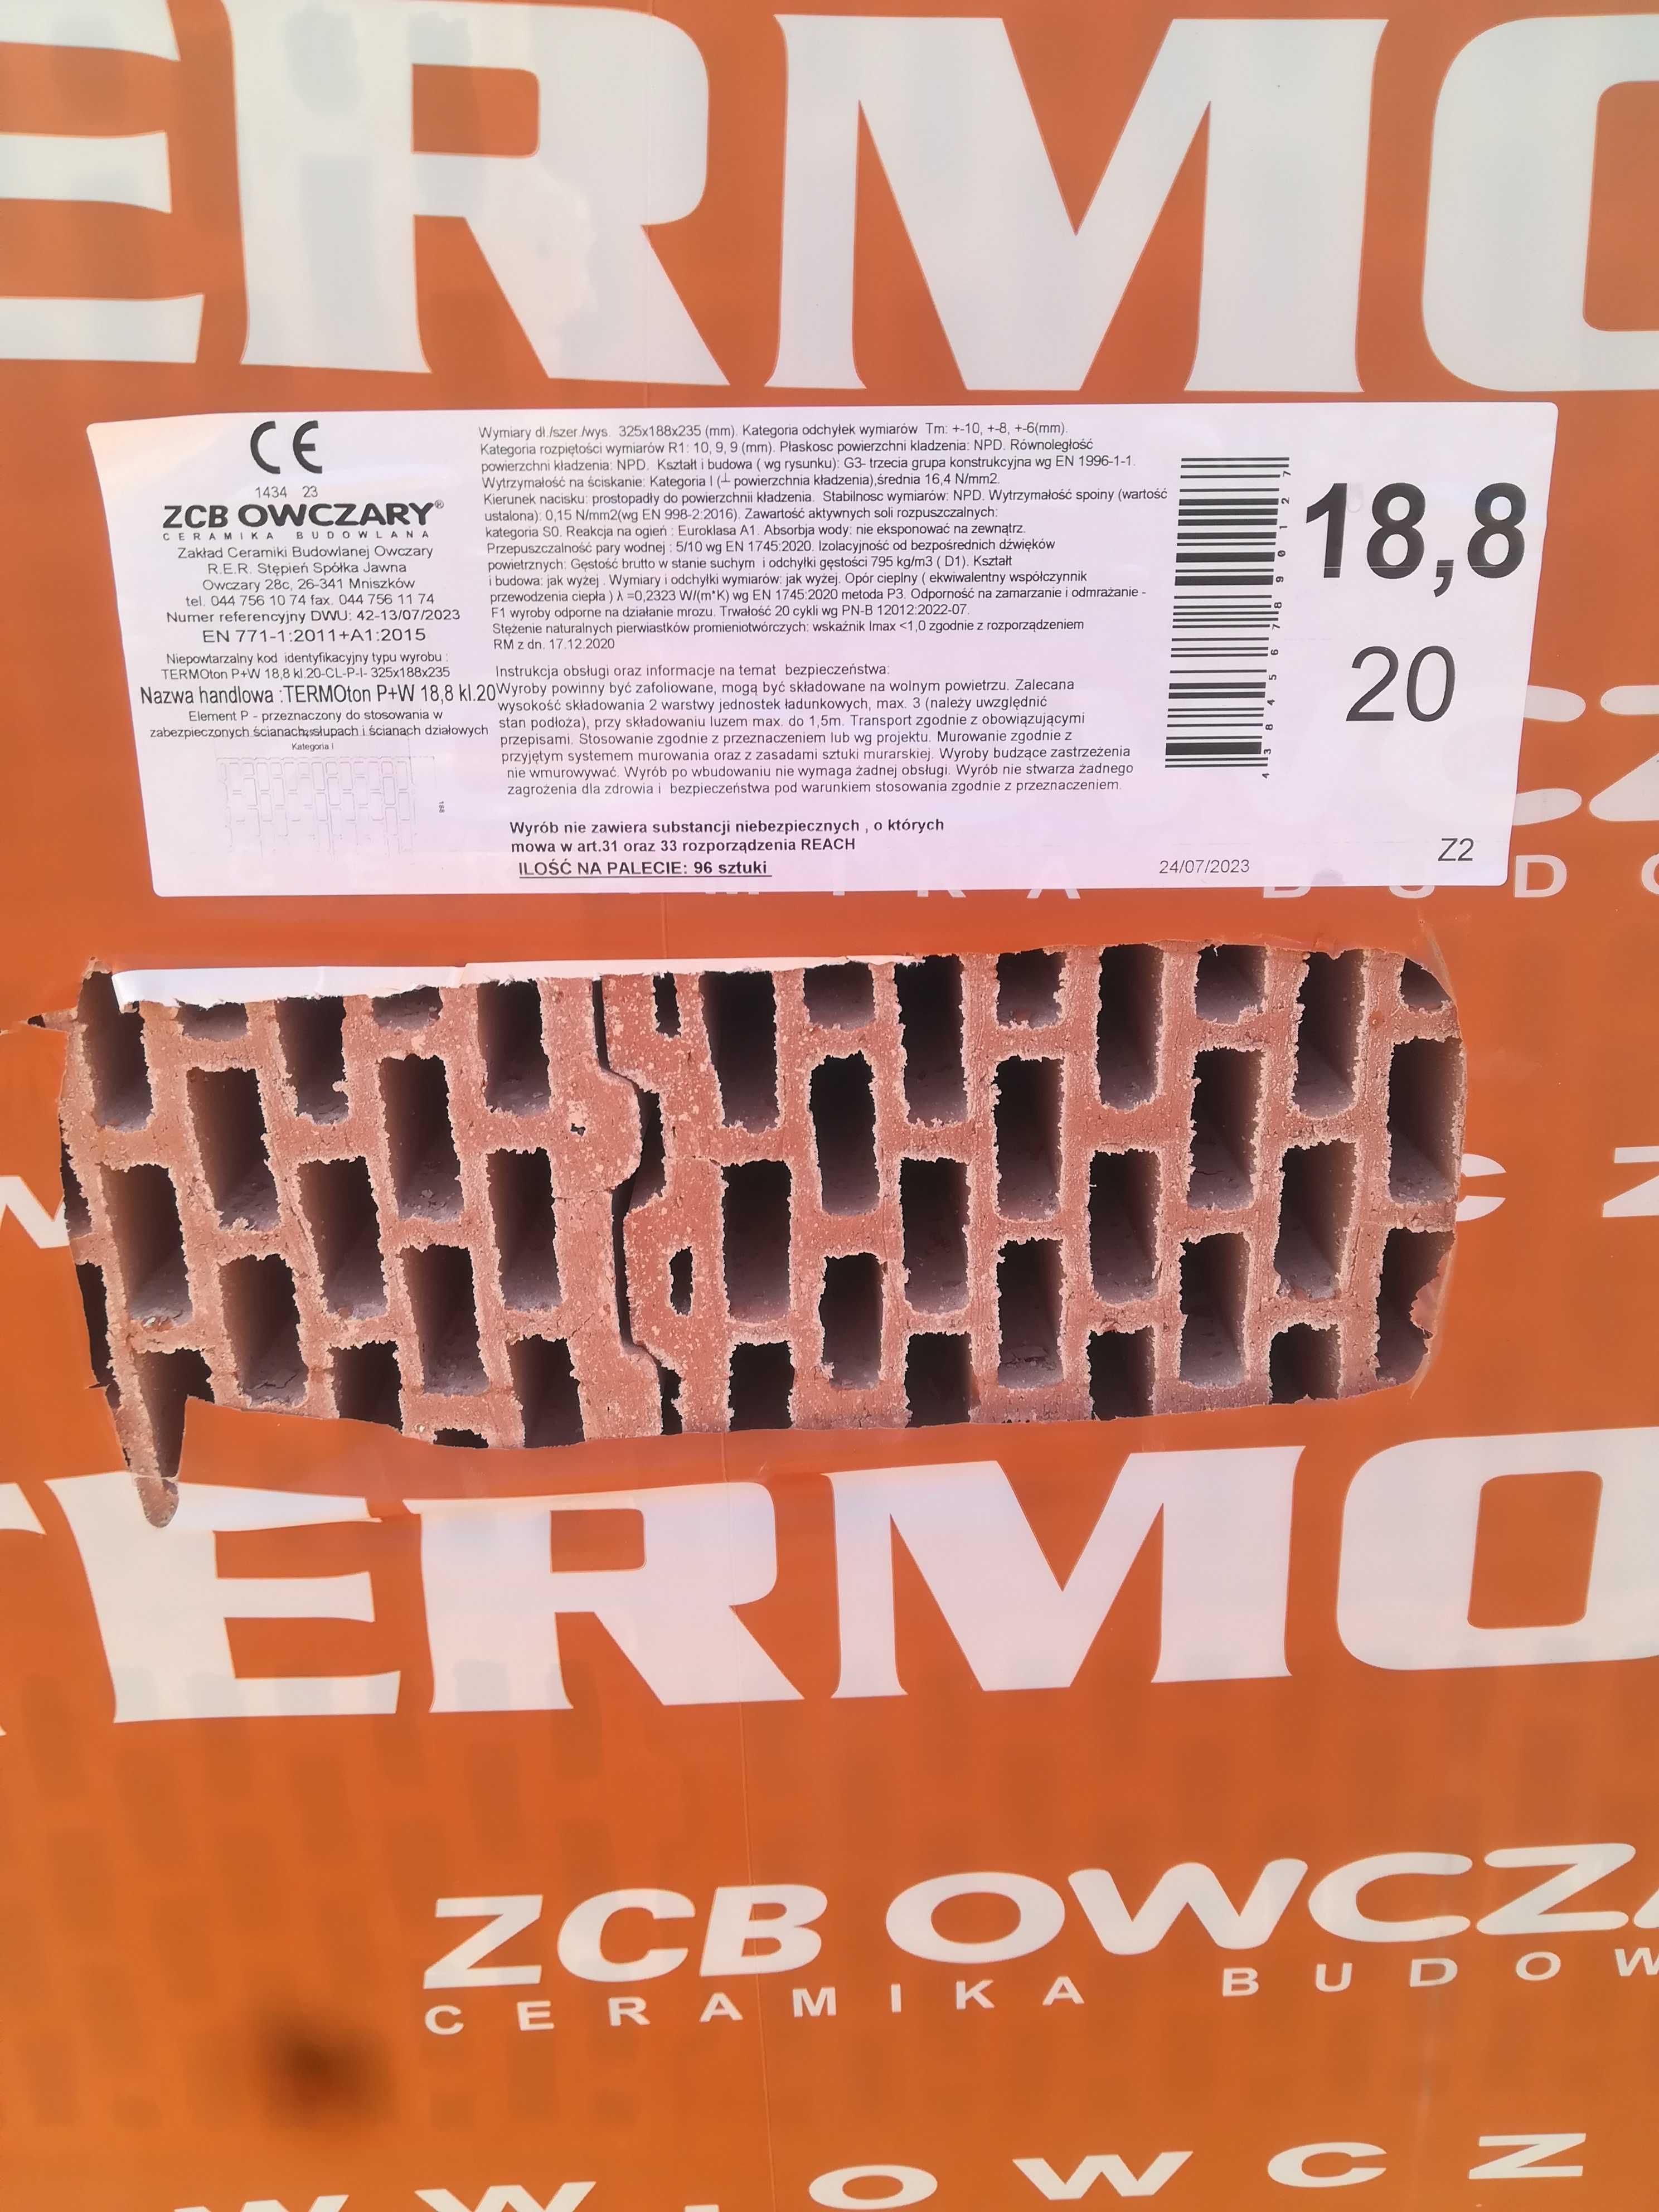 ERMO
CE
1434 23
ZCB OWCZARY®
CERAMIKA BUDOWLANA
Zakład Ceramiki Budowlanej Owczary
R.E.R. Stępień Spółka Jawna
Owczary 28c, 26-341 Mniszków
tel. 044 756 10 74 fax. 044 756 11 74
Numer referencyjny DWU: 42-13/07/2023
EN 771-1:2011+A1:2015
Niepowtarzalny kod identyfikacyjny typu wyrobu :
TERMOton P+W 18,8 kl.20-CL-P-I- 325x188x235
Nazwa handlowa :TERMOton P+W 18,8 kl.20
Element P - przeznaczony do stosowania w
zabezpieczonych ścianach, słupach i ścianach działowych
Kategoria I
188
Wymiary dł./szer./wys. 325x188x235 (mm). Kategoria odchyłek wymiarów Tm: +-10, +-8, +-6(mm).
Kategoria rozpiętości wymiarów R1: 10, 9, 9 (mm). Płaskosc powierzchni kladzenia: NPD. Równoległość
powierzchni kładzenia: NPD. Kształt i budowa ( wg rysunku): G3- trzecia grupa konstrukcyjna wg EN 1996-1-1.
Wytrzymałość na ściskanie: Kategoria I (⊥ powierzchnia kładzenia),średnia 16,4 N/mm2.
Kierunek nacisku: prostopadły do powierzchnii kładzenia. Stabilnosc wymiarów: NPD. Wytrzymałość spoiny (wartość
ustalona): 0,15 N/mm2(wg EN 998-2:2016). Zawartość aktywnych soli rozpuszczalnych:
kategoria S0. Reakcja na ogień : Euroklasa A1. Absorbja wody: nie eksponować na zewnątrz.
Przepuszczalność pary wodnej : 5/10 wg EN 1745:2020. Izolacyjność od bezpośrednich dźwięków
powietrznych: Gęstość brutto w stanie suchym i odchyłki gęstości 795 kg/m3 ( D1). Kształt
i budowa: jak wyżej . Wymiary i odchyłki wymiarów: jak wyżej. Opór cieplny ( ekwiwalentny współczynnik
przewodzenia ciepła ) λ =0,2323 W/(m*K) wg EN 1745:2020 metoda P3. Odporność na zamarzanie i odmrażanie -
F1 wyroby odporne na działanie mrozu. Trwałość 20 cykli wg PN-B 12012:2022-07.
Stężenie naturalnych pierwiastków promieniotwórczych: wskaźnik Imax <1,0 zgodnie z rozporządzeniem
RM z dn. 17.12.2020
Instrukcja obsługi oraz informacje na temat bezpieczeństwa:
Wyroby powinny być zafoliowane, mogą być składowane na wolnym powietrzu. Zalecana
wysokość składowania 2 warstwy jednostek ładunkowych, max. 3 (należy uwzględnić
stan podłoża), przy składowaniu luzem max. do 1,5m. Transport zgodnie z obowiązującymi
przepisami. Stosowanie zgodnie z przeznaczeniem lub wg projektu. Murowanie zgodnie z
przyjętym systemem murowania oraz z zasadami sztuki murarskiej. Wyroby budzące zastrzeżenia
nie wmurowywać. Wyrób po wbudowaniu nie wymaga żadnej obsługi. Wyrób nie stwarza żadnego
zagrożenia dla zdrowia i bezpieczeństwa pod warunkiem stosowania zgodnie z przeznaczeniem.
Wyrób nie zawiera substancji niebezpiecznych , o których
mowa w art.31 oraz 33 rozporządzenia REACH
ILOŚĆ NA PALECIE: 96 sztuki
24/07/2023
4 384567890127
18,8
20
Z2
CZ
M I K A B U D O
W C Z
TERMO
ZCB OWCZA
CERAMIKA BUDOW
W W . O W C Z